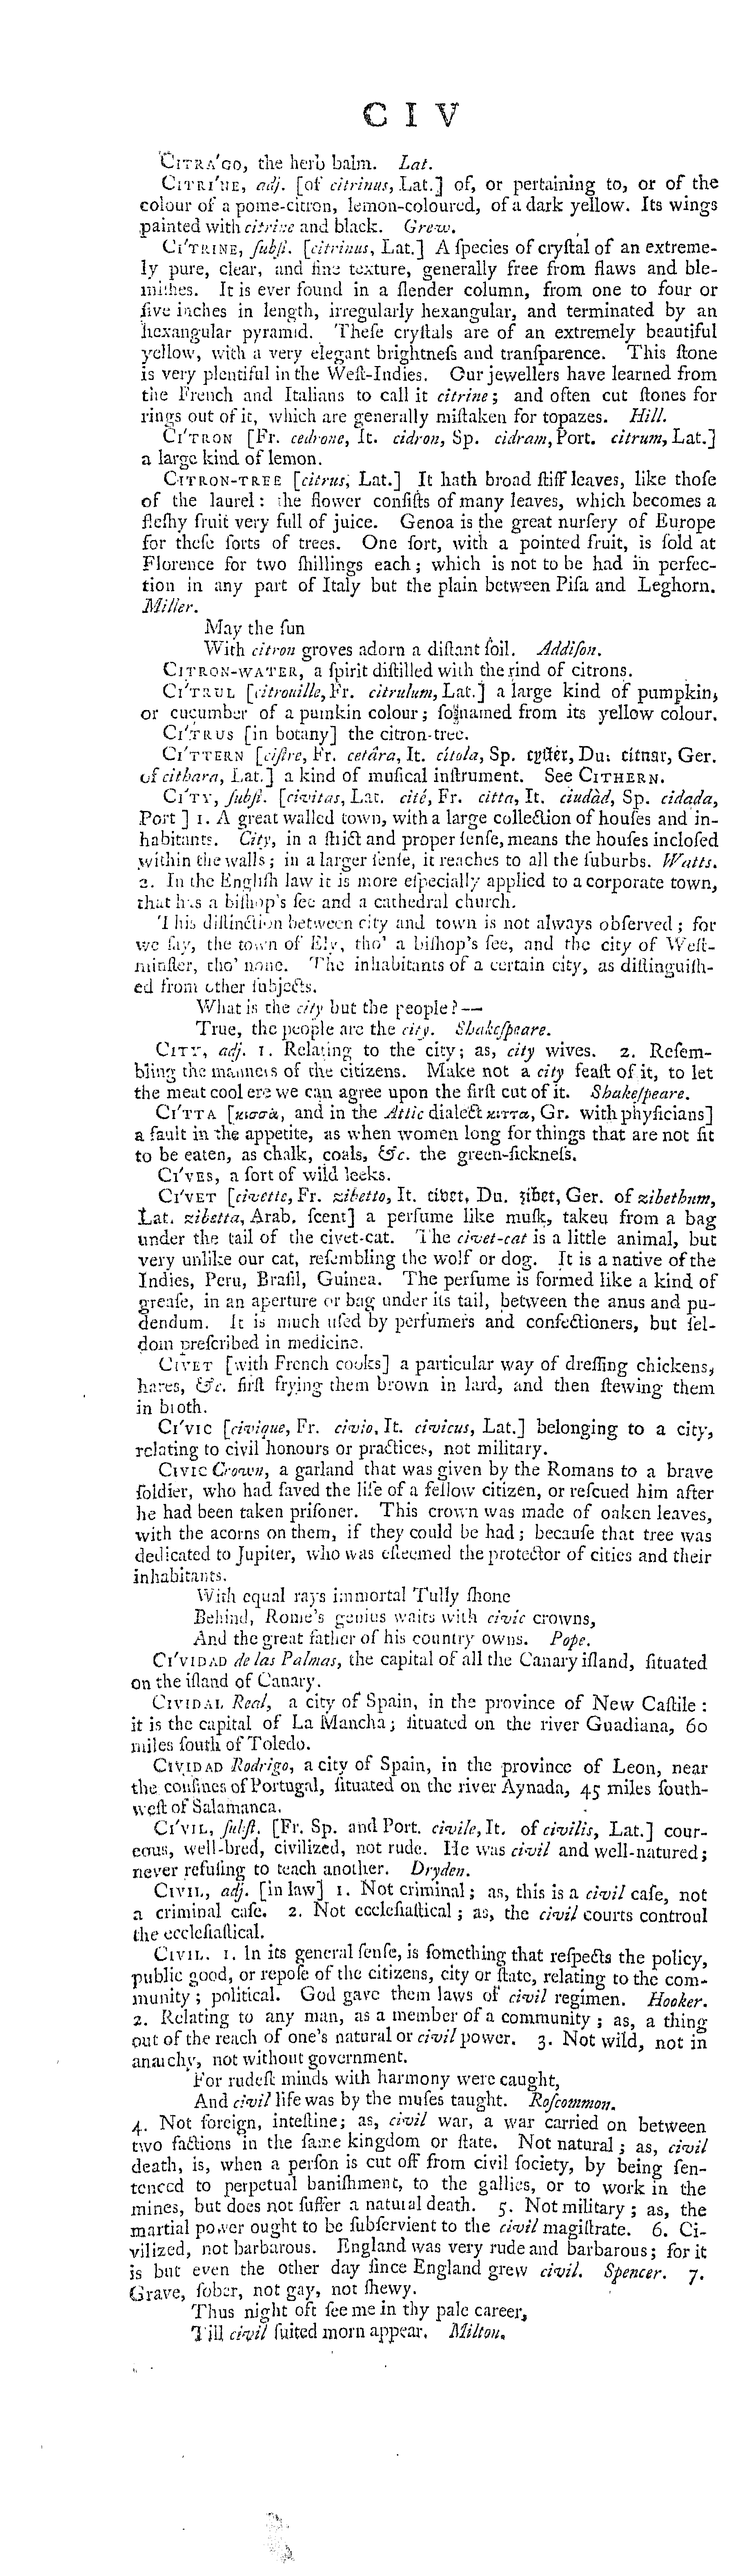 C I V
CITRA'GO, the herb balm. Lat.
CITRI'NE, adj. [of citrinus, Lat.] of, or pertaining to, or of the
colour of a pome-citron, lemon-coloured, of a dark yellow. Its wings
painted with citrine and black. Grew.
CI'TRINE, ſubſt. [citrinus, Lat.] A ſpecies of cryſtal of an extreme-
ly pure, clear, and fine texture, generally free from flaws and ble-
miſhes. It is ever found in a ſlender column, from one to four or
five inches in length, irregularly hexangular, and terminated by an
hexangular pyramid. Theſe cryſtals are of an extremely beautiful
yellow, with a very elegant brightneſs and tranſparence. This ſtone
is very plentiful in the Weſt-Indies. Our jewellers have learned from
the French and Italians to call it citrine; and often cut ſtones for
rings out of it, which are generally miſtaken for topazes. Hill.
CI'TRON [Fr. cedrone, It. cidron, Sp. cidram, Port. citrum, Lat.]
a large kind of lemon.
CITRON-TREE [citrus, Lat.] It hath broad ſtiff leaves, like thoſe
of the laurel: the flower conſiſts of many leaves, which becomes a
fleſhy fruit very full of juice. Genoa is the great nurſery of Europe
for theſe ſorts of trees. One ſort, with a pointed fruit, is ſold at
Florence for two ſhillings each; which is not to be had in perfec-
tion in any part of Italy but the plain between Piſa and Leghorn.
Miller.
May the ſun
With citron groves adorn a diſtant ſoil. Addiſon.
CITRON-WATER, a ſpirit diſtilled with the rind of citrons.
CI'TRUL [citrouille, Fr. citrulum, Lat.] a large kind of pumpkin,
or cucumber of a pumkin colour; ſo named from its yellow colour.
CI'TRUS [in botany] the citron-tree.
CI'TTERN [ciſtre, Fr. cetâra, It. cítola, Sp. cytter, Du. citnar, Ger.
of cithara, Lat.] a kind of muſical inſtrument. See CITHERN.
CI'TY, ſubſt. [civitas, Lat. cité, Fr. citta, It. ciudàd, Sp. cidada,
Port] 1. A great walled town, with a large collection of houſes and in-
habitants. City, in a ſtrict and proper ſenſe, means the houſes incloſed
within the walls; in a larger ſenſe, it reaches to all the ſuburbs. Watts.
2. In the Engliſh law it is more eſpecially applied to a corporate town,
that has a biſhop's ſee and a cathedral church.
This diſtinction between city and town is not always obſerved; for
we ſay, the town of Ely, tho' a biſhop's ſee, and the city of Weſt-
minſter, tho' none. The inhabitants of a certain city, as diſtinguiſh-
ed from other ſubjects.
What is the city but the people?—
True, the people are the city. Shakeſpeare.
CITY, adj. 1. Relating to the city; as, city wives. 2. Reſem-
bling the manners of the citizens. Make not a city feaſt of it, to let
the meat cool ere we can agree upon the firſt cut of it. Shakeſpeare.
CI'TTA [κισσα, and in the Attic dialect κιττα, Gr. with phyſicians]
a fault in the appetite, as when women long for things that are not fit
to be eaten, as chalk, coals, &c. the green-ſickneſs.
CI'VES, a ſort of wild leeks.
CI'VET [civette, Fr. zibetto, It. tibet, Du. zibet, Ger. of zibethum,
Lat. zibetta, Arab. ſcent] a perfume like muſk, takeu from a bag
under the tail of the civet-cat. The civet-cat is a little animal, but
very unlike our cat, reſembling the wolf or dog. It is a native of the
Indies, Peru, Braſil, Guinea. The perfume is formed like a kind of
greaſe, in an aperture or bag under its tail, between the anus and pu-
dendum. It is much uſed by perfumers and confectioners, but ſel-
dom preſcribed in medicine.
CIVET [with French cooks] a particular way of dreſſing chickens,
hares, &c. firſt frying them brown in lard, and then ſtewing them
in broth.
CI'VIC [civique, Fr. civio, It. civicus, Lat.] belonging to a city,
relating to civil honours or practices, not military.
CIVIC Crown, a garland that was given by the Romans to a brave
ſoldier, who had ſaved the life of a fellow citizen, or reſcued him after
he had been taken priſoner. This crown was made of oaken leaves,
with the acorns on them, if they could be had; becauſe that tree was
dedicated to Jupiter, who was eſteemed the protector of cities and their
inhabitants.
With equal rays immortal Tully ſhone
Behind, Rome's genius waits with civic crowns,
And the great father of his country owns. Pope.
CI'VIDAD de las Palmas, the capital of all the Canary iſland, ſituated
on the iſland of Canary.
CIVIDAL Real, a city of Spain, in the province of New Caſtile:
it is the capital of La Mancha; ſituated on the river Guadiana, 60
miles ſouth of Toledo.
CIVIDAD Rodrigo, a city of Spain, in the province of Leon, near
the confines of Portugal, ſituated on the river Aynada, 45 miles ſouth-
weſt of Salamanca.
CI'VIL, ſubſt. [Fr. Sp. and Port. civile, It. of civilis, Lat.] cour-
eous, well-bred, civilized, not rude. He was civil and well-natured;
never refuſing to teach another. Dryden.
CIVIL, adj. [in law] 1. Not criminal; as, this is a civil caſe, not
a criminal caſe. 2. Not eccleſiaſtical; as, the civil courts controul
the eccleſiaſtical.
CIVIL. 1. In its general ſenſe, is ſomething that reſpects the policy,
public good, or repoſe of the citizens, city or ſtate, relating to the com-
munity; political. God gave them laws of civil regimen. Hooker.
2. Relating to any man, as a member of a community; as, a thing
out of the reach of one's natural or civil power. 3. Not wild, not in
anarchy, not without government.
For rudeſt minds with harmony were caught,
And civil life was by the muſes taught. Roſcommon.
4. Not foreign, inteſtine; as, civil war, a war carried on between
two factions in the ſame kingdom or ſtate. Not natural; as, civil
death, is, when a perſon is cut off from civil ſociety, by being ſen-
tenced to perpetual baniſhment, to the gallies, or to work in the
mines, but does not ſuffer a natural death. 5. Not military; as, the
martial power ought to be ſubſervient to the civil magiſtrate. 6. Ci-
vilized, not barbarous. England was very rude and barbarous; for it
is but even the other day ſince England grew civil. Spencer. 7.
Grave, ſober, not gay, not ſhewy.
Thus night oft ſee me in thy pale career,
Till civil ſuited morn appear. Milton.